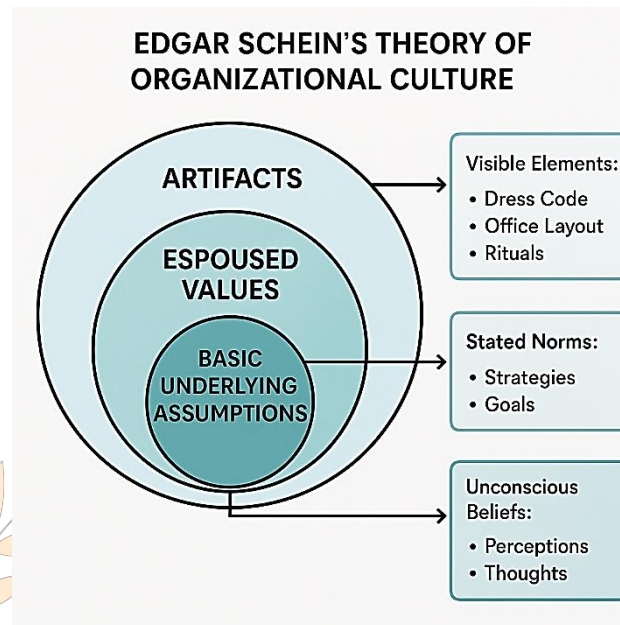 EDGAR SCHEIN'S THEORY OF
ORGANIZATIONAL CULTURE
ARTIFACTS
ESPOUSED
VALUES
BASIC
UNDERLYING
ASSUMPTIONS
Visible Elements:
• Dress Code
• Office Layout
• Rituals
Stated Norms:
• Strategies
• Goals
Unconscious
Beliefs:
• Perceptions
• Thoughts